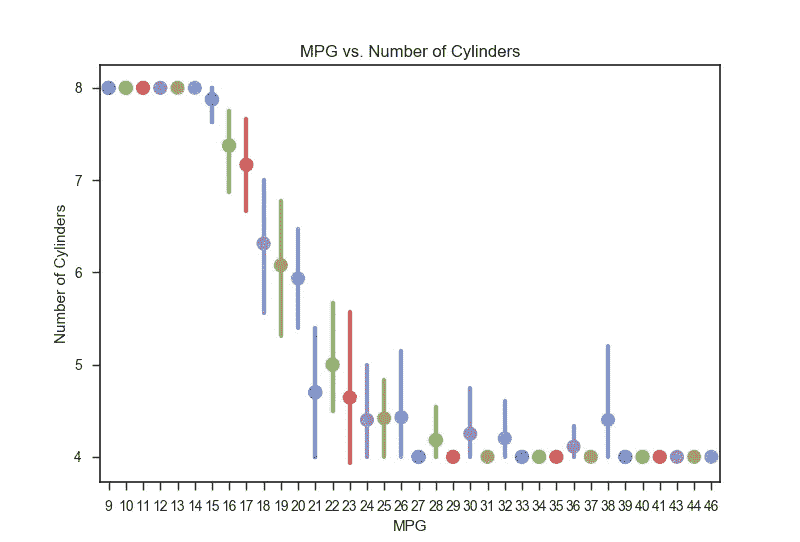 MPG vs. Number of Cylinders
8
7
6
5
4
Number of Cylinders
9 10 11 12 13 14 15 16 17 18 19 20 21 22 23 24 25 26 27 28 29 30 31 32 33 34 35 36 37 38 39 40 41 43 44 46
MPG